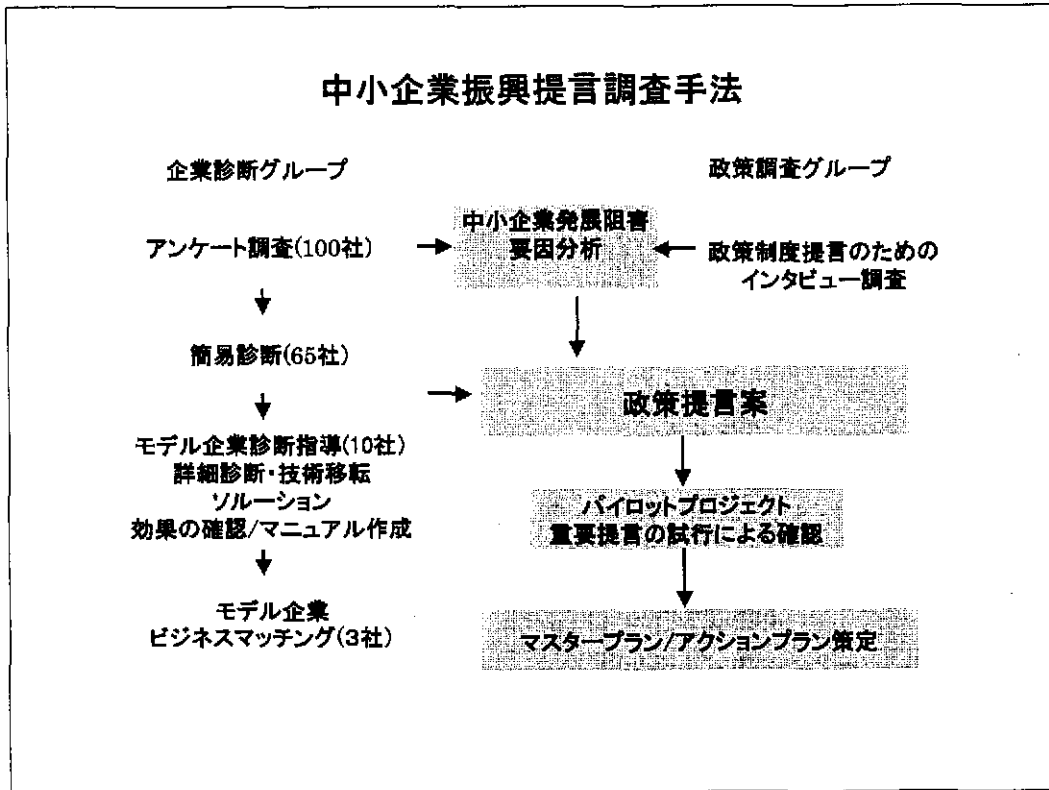 中小企業振興提言調査手法
企業診断グループ
政策調査グループ
アンケート調査(100社)
中小企業発展阻害
要因分析
政策制度提言のための
インタビュー調査
簡易診断(65社)
政策提言案
モデル企業診断指導(10社)
詳細診断・技術移転
ソルーション
効果の確認/マニュアル作成
パイロットプロジェクト
重要提言の試行による確認
モデル企業
ビジネスマッチング(3社)
マスタープラン/アクションプラン策定